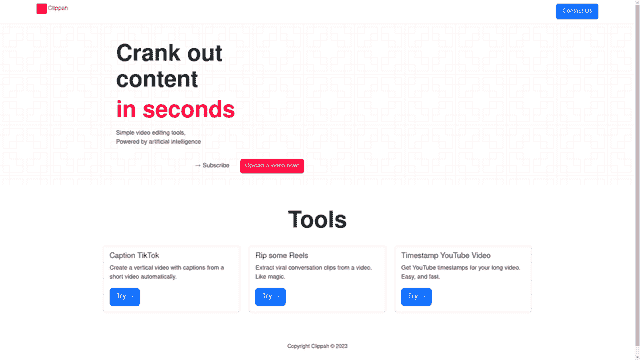 Clippah
Contact Us
Crank out
content
in seconds
Simple video editing tools,
Powered by artificial intelligence
→ Subscribe
Tools
Caption TikTok
Create a vertical video with captions from a
short video automatically.
Try →
Rip some Reels
Extract viral conversation clips from a video.
Like magic.
Try →
Timestamp YouTube Video
Get YouTube timestamps for your long video.
Easy, and fast.
Try →
Copyright Clippah © 2023